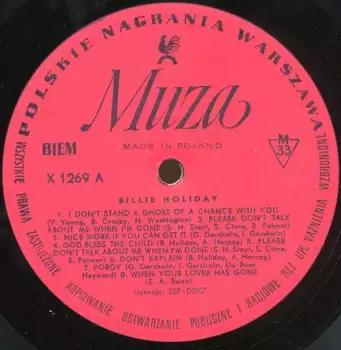 POLSKIE NAGRANIA WARSZAWA
Muza
MADE IN POLAND
BIEM
M
33
X 1269 A
BILLIE HOLIDAY
1. I DON'T STAND A GHOST OF A CHANCE WITH YOU
(V. Young, B. Crosby, N. Washington) 2. PLEASE DON'T TALK
ABOUT ME WHEN I'M GONE (S. H. Stept, S. Clare, B. Palmer)
3. NICE WORK IF YOU CAN GET IT (G. Gershwin, I. Gershwin)
4. GOD BLESS THE CHILD (B. Holiday, A. Herzog) 5. PLEASE
DON'T TALK ABOUT ME WHEN I'M GONE (S. H. Stept, S. Clare,
B. Palmer) 6. DON'T EXPLAIN (B. Holiday, A. Herzog)
7. PORGY (G. Gershwin, I. Gershwin, Du Bose
Heyward) 8. WHEN YOUR LOVER HAS GONE
(E. A. Swan)
Licencja: ESP-DISC'
WSZYSTKIE PRAWA ZASTRZEŻONE KOPIOWANIE ODTWARZANIE PUBLICZNE I RADIOWE BEZ UPOWAŻNIENIA WZBRONIONE